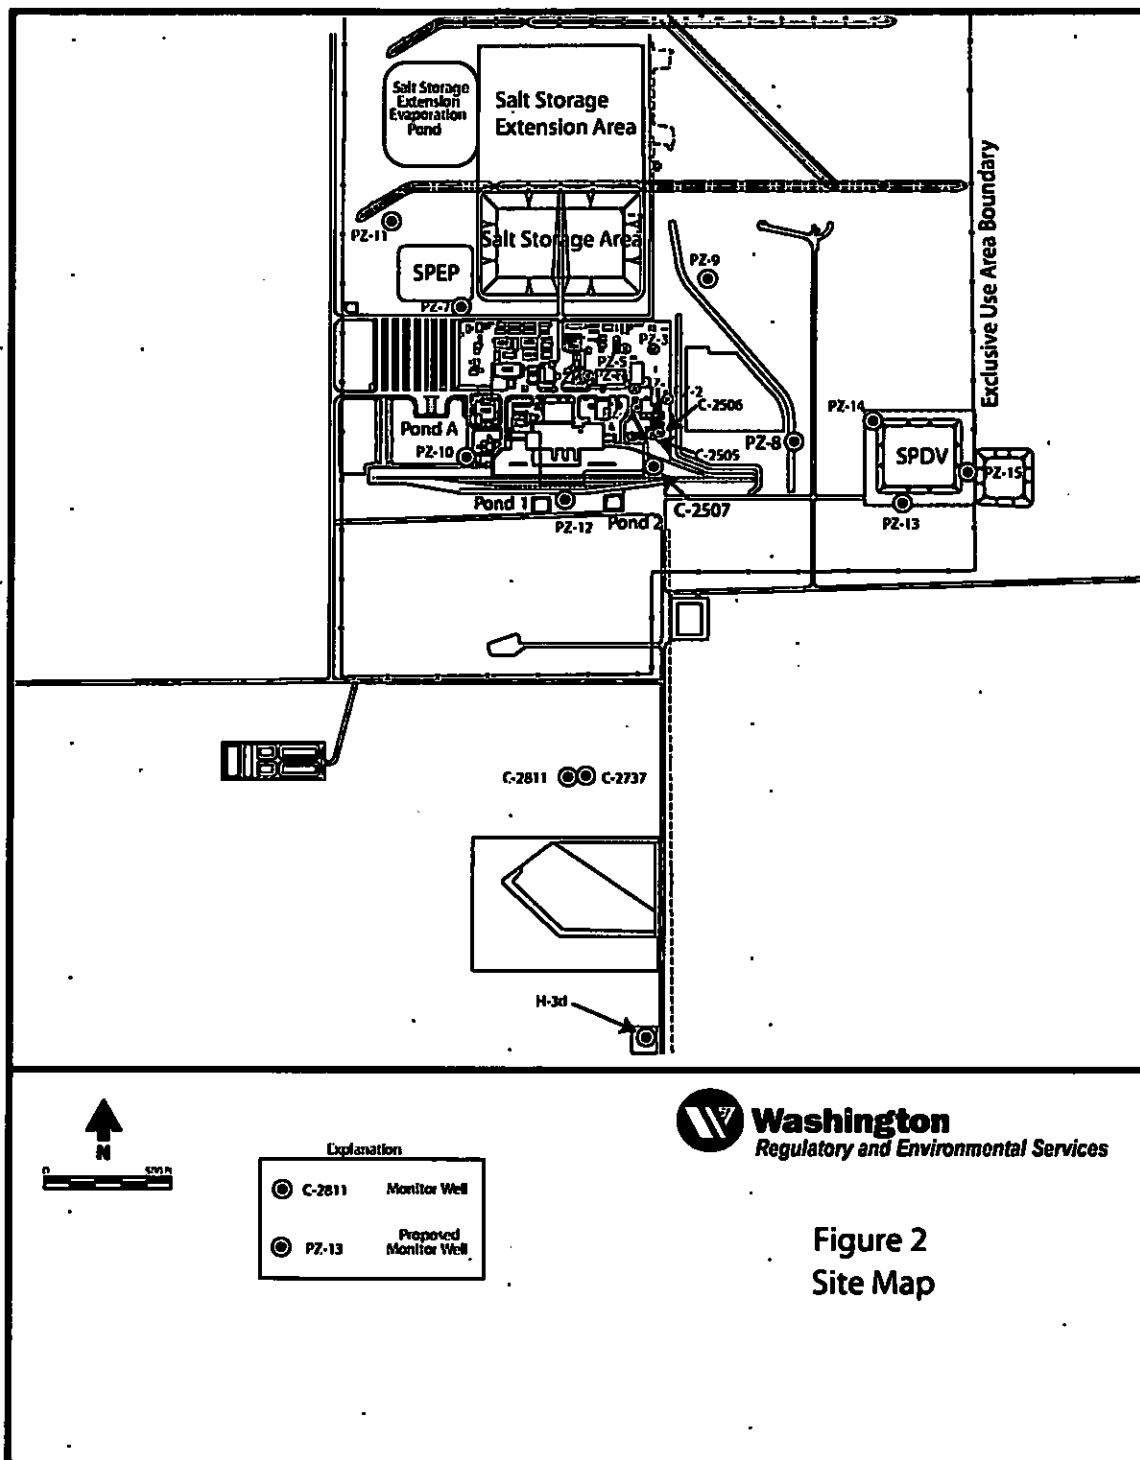 Salt Storage
Extension
Evaporation
Pond
Salt Storage
Extension Area
Exclusive Use Area Boundary
PZ-11
Salt Storage Area
SPEP
PZ-9
PZ-7
PZ-3
PZ-5
C-2506
PZ-14
Pond A
PZ-10
C-2505
PZ-8
SPDV
PZ-15
Pond 1
PZ-12
Pond 2
C-2507
PZ-13
C-2811
C-2737
H-3d
N
0
500 ft
Explanation
C-2811 Monitor Well
PZ-13 Proposed
Monitor Well
Washington
Regulatory and Environmental Services
Figure 2
Site Map